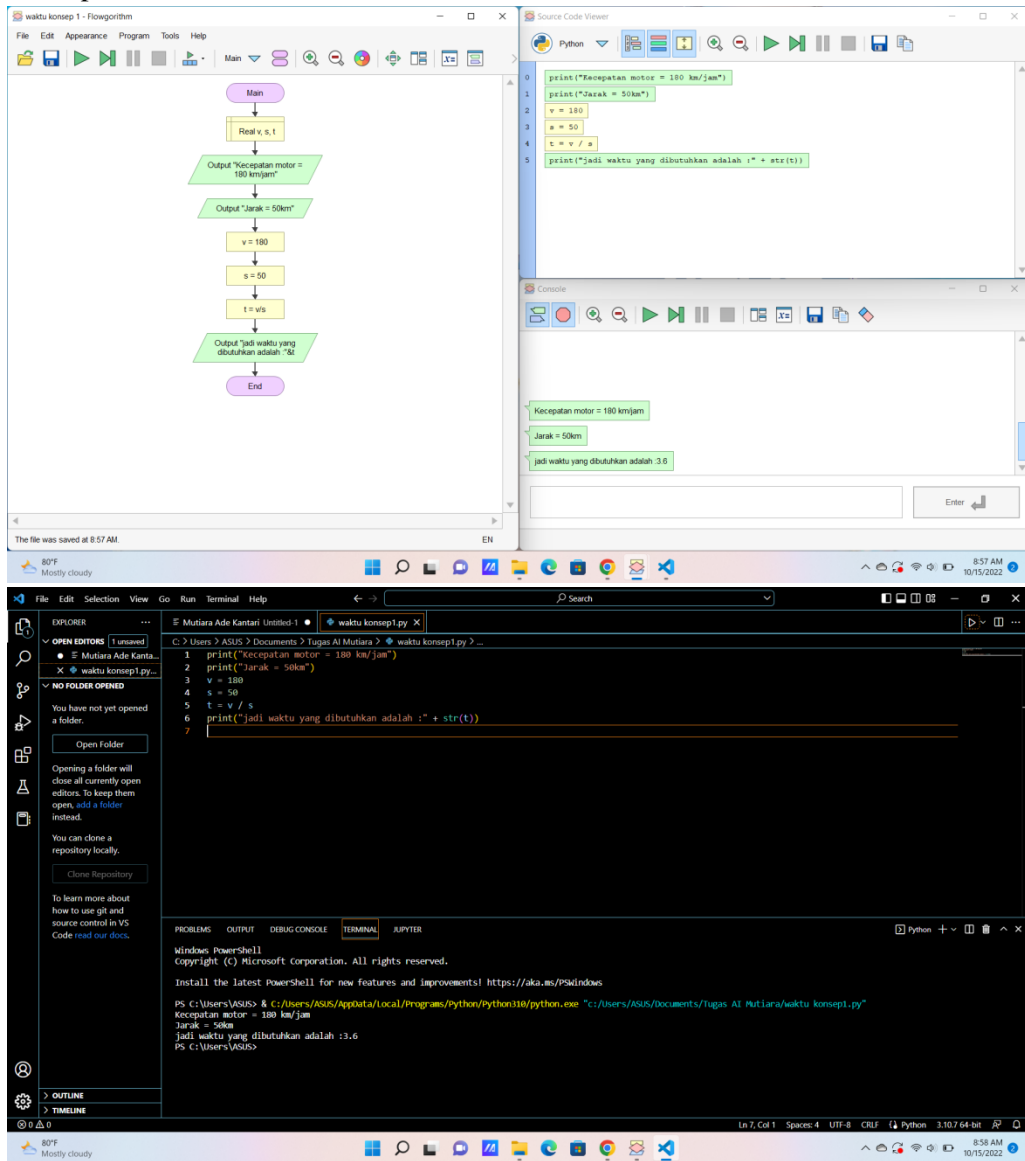 waktu konsep 1 - Flowgorithm
File Edit Appearance Program Tools Help
Main
Main
Real v, s, t
Output "Kecepatan motor =
180 km/jam"
Output "Jarak = 50km"
v = 180
s = 50
t = v/s
Output "jadi waktu yang
dibutuhkan adalah :"&t
End
The file was saved at 8:57 AM. EN
Source Code Viewer
Python
0 print("Kecepatan motor = 180 km/jam")
1 print("Jarak = 50km")
2 v = 180
3 s = 50
4 t = v / s
5 print("jadi waktu yang dibutuhkan adalah :" + str(t))
Console
Kecepatan motor = 180 km/jam
Jarak = 50km
jadi waktu yang dibutuhkan adalah :3.6
Enter
80°F
Mostly cloudy
8:57 AM
10/15/2022
File Edit Selection View Go Run Terminal Help
Search
EXPLORER
OPEN EDITORS 1 unsaved
Mutiara Ade Kanta...
waktu konsep1.py...
NO FOLDER OPENED
You have not yet opened
a folder.
Open Folder
Opening a folder will
close all currently open
editors. To keep them
open, add a folder
instead.
You can clone a
repository locally.
Clone Repository
To learn more about
how to use git and
source control in VS
Code read our docs.
OUTLINE
TIMELINE
Mutiara Ade Kantari Untitled-1
waktu konsep1.py
C: > Users > ASUS > Documents > Tugas AI Mutiara > waktu konsep1.py > ...
1 print("Kecepatan motor = 180 km/jam")
2 print("Jarak = 50km")
3 v = 180
4 s = 50
5 t = v / s
6 print("jadi waktu yang dibutuhkan adalah :" + str(t))
7
PROBLEMS OUTPUT DEBUG CONSOLE TERMINAL JUPYTER
Python
Windows PowerShell
Copyright (C) Microsoft Corporation. All rights reserved.
Install the latest PowerShell for new features and improvements! https://aka.ms/PSWindows
PS C:\Users\ASUS> & C:/Users/ASUS/AppData/Local/Programs/Python/Python310/python.exe "c:/Users/ASUS/Documents/Tugas AI Mutiara/waktu konsep1.py"
Kecepatan motor = 180 km/jam
Jarak = 50km
jadi waktu yang dibutuhkan adalah :3.6
PS C:\Users\ASUS>
0 0
Ln 7, Col 1 Spaces: 4 UTF-8 CRLF Python 3.10.7 64-bit
80°F
Mostly cloudy
8:58 AM
10/15/2022